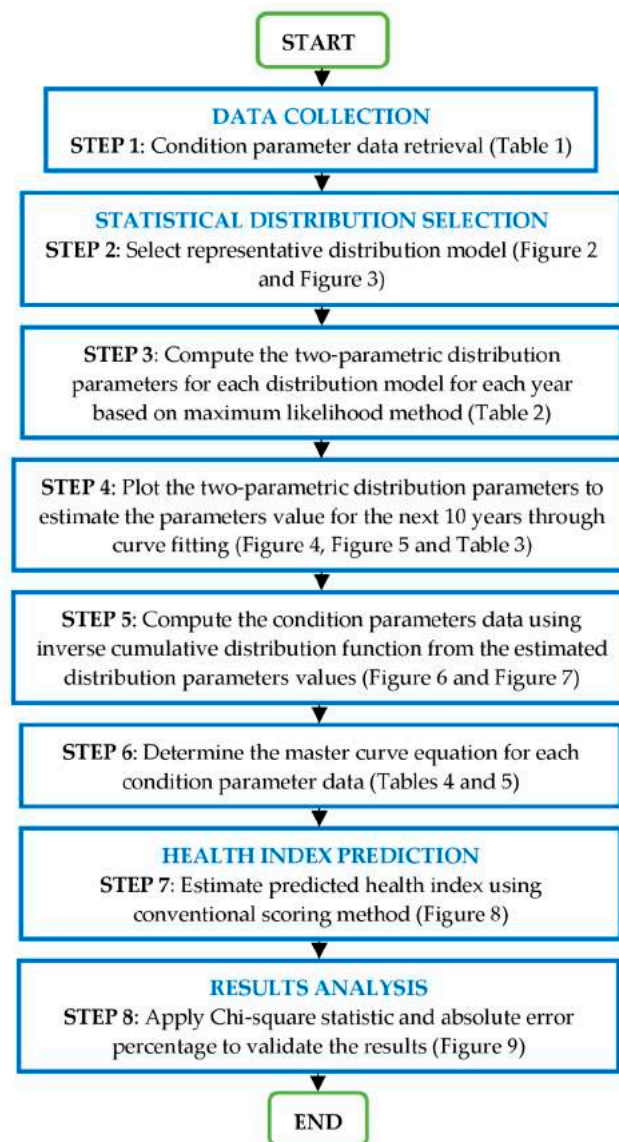 START
DATA COLLECTION
STEP 1: Condition parameter data retrieval (Table 1)
STATISTICAL DISTRIBUTION SELECTION
STEP 2: Select representative distribution model (Figure 2
and Figure 3)
STEP 3: Compute the two-parametric distribution
parameters for each distribution model for each year
based on maximum likelihood method (Table 2)
STEP 4: Plot the two-parametric distribution parameters to
estimate the parameters value for the next 10 years through
curve fitting (Figure 4, Figure 5 and Table 3)
STEP 5: Compute the condition parameters data using
inverse cumulative distribution function from the estimated
distribution parameters values (Figure 6 and Figure 7)
STEP 6: Determine the master curve equation for each
condition parameter data (Tables 4 and 5)
HEALTH INDEX PREDICTION
STEP 7: Estimate predicted health index using
conventional scoring method (Figure 8)
RESULTS ANALYSIS
STEP 8: Apply Chi-square statistic and absolute error
percentage to validate the results (Figure 9)
END